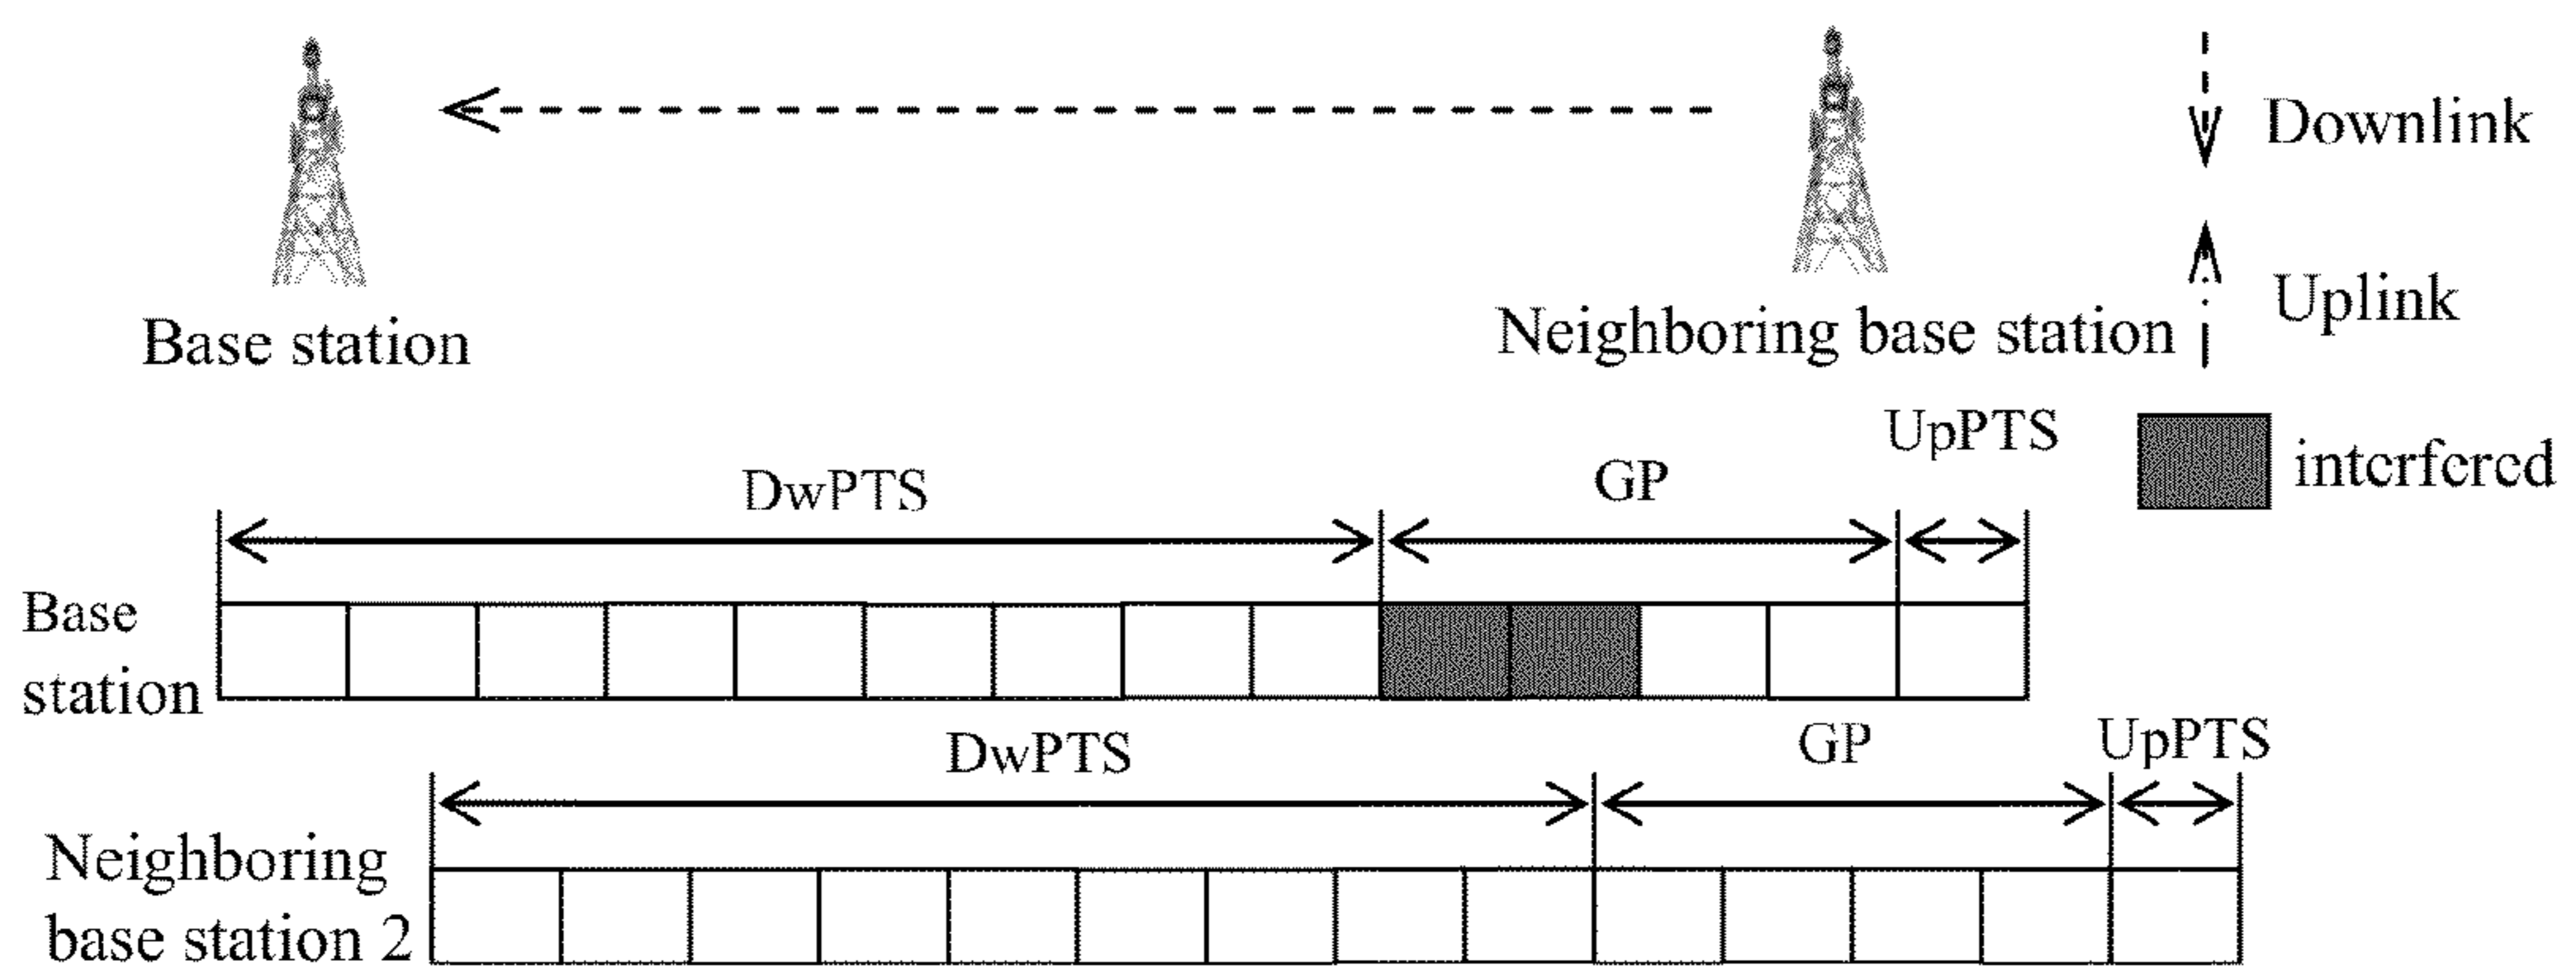 Downlink
Uplink
Base station
Neighboring base station
UpPTS
DwPTS
GP
interfered
Base
station
DwPTS
GP
UpPTS
Neighboring
base station 2